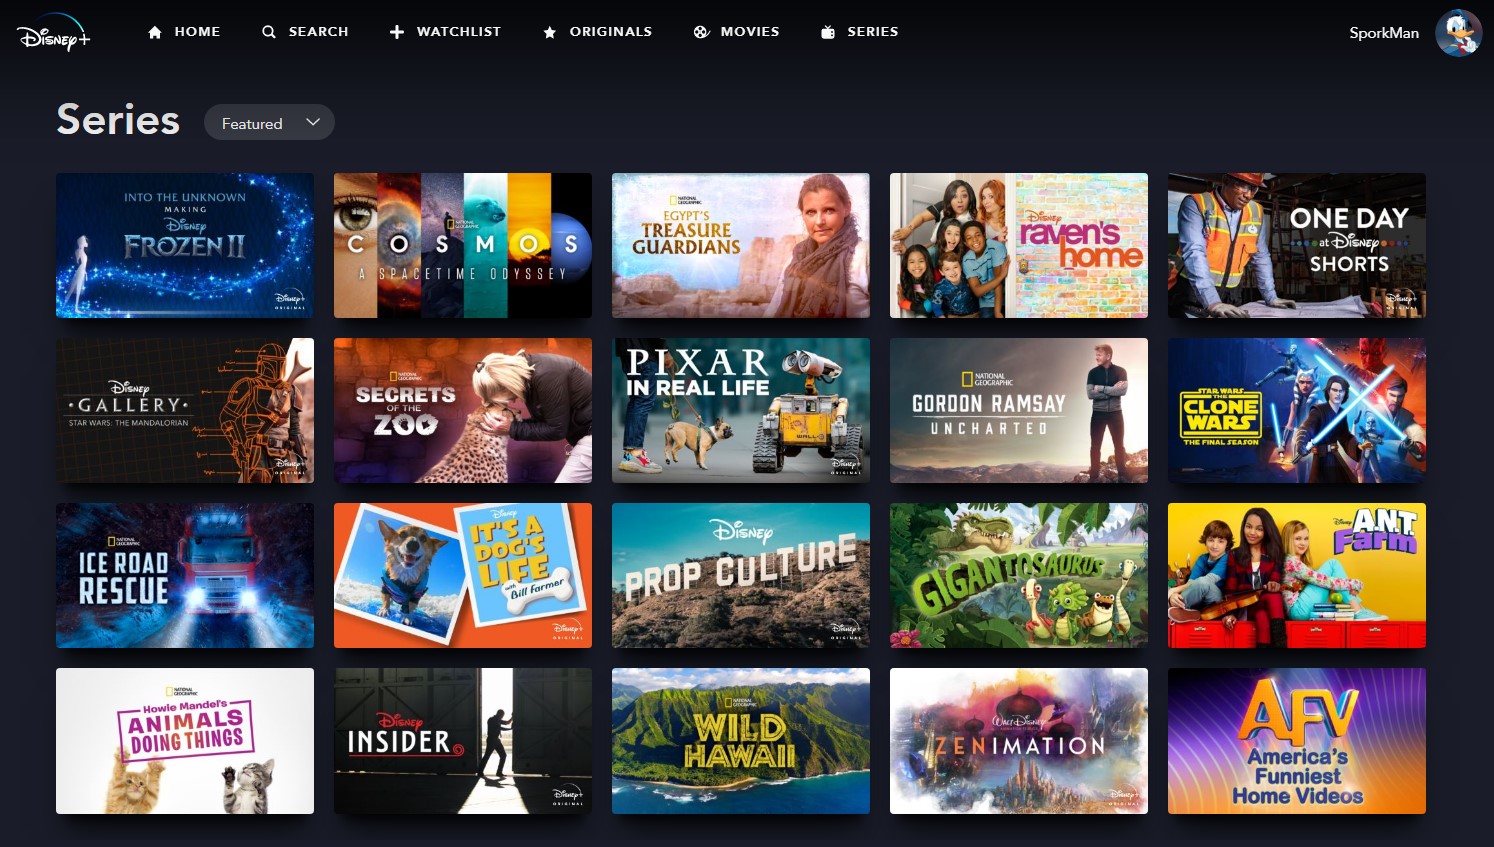 Disney+
HOME
SEARCH
WATCHLIST
ORIGINALS
MOVIES
SERIES
SporkMan
Series
Featured
INTO THE UNKNOWN
MAKING
Disney
FROZEN II
Disney+
ORIGINAL
NATIONAL
GEOGRAPHIC
COSMOS
A SPACETIME ODYSSEY
NATIONAL
GEOGRAPHIC
EGYPT'S
TREASURE
GUARDIANS
Disney
raven's
home
ONE DAY
at Disney
SHORTS
Disney+
ORIGINAL
Disney
GALLERY
STAR WARS: THE MANDALORIAN
Disney+
ORIGINAL
NATIONAL
GEOGRAPHIC
SECRETS
OF THE
ZOO
PIXAR
IN REAL LIFE
WALL-E
Disney+
ORIGINAL
NATIONAL
GEOGRAPHIC
GORDON RAMSAY
UNCHARTED
STAR WARS
THE
CLONE
WARS
THE FINAL SEASON
NATIONAL
GEOGRAPHIC
ICE ROAD
RESCUE
Disney
IT'S A
DOG'S
LIFE
with
Bill Farmer
Disney+
ORIGINAL
Disney
PROP CULTURE
Disney+
ORIGINAL
GIGANTOSAURUS
Disney
A.N.T.
Farm
NATIONAL
GEOGRAPHIC
Howie Mandel's
ANIMALS
DOING THINGS
Disney
INSIDER
Disney+
ORIGINAL
NATIONAL
GEOGRAPHIC
WILD
HAWAII
Walt Disney
ZENIMATION
Disney+
ORIGINAL
AFV
America's
Funniest
Home Videos